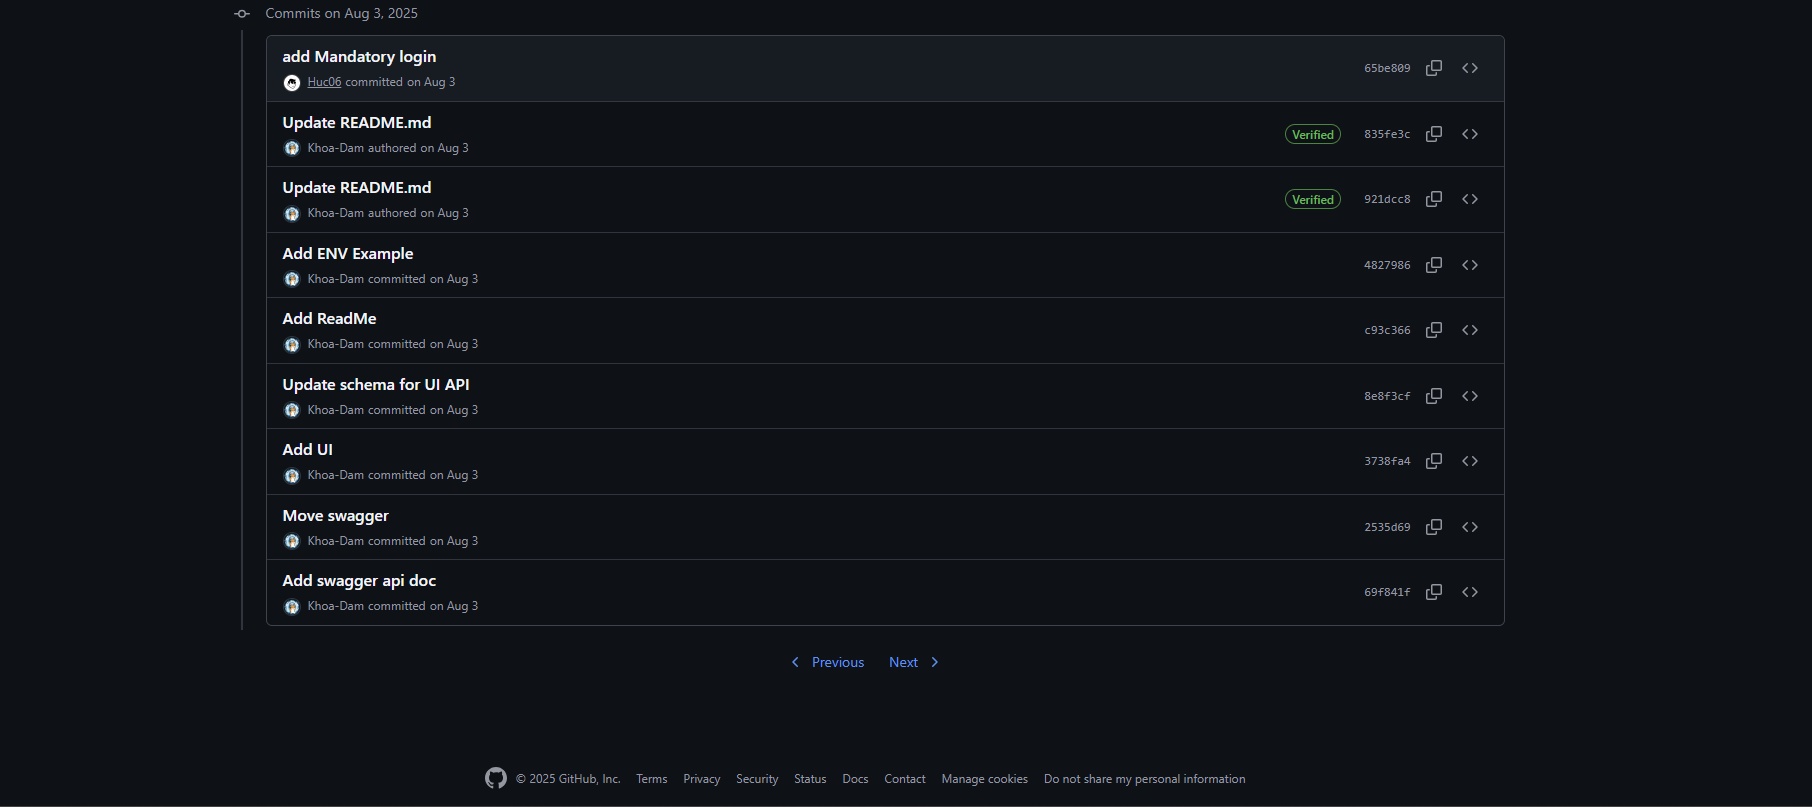 Commits on Aug 3, 2025
add Mandatory login
Huc06 committed on Aug 3
65be809
Update README.md
Khoa-Dam authored on Aug 3
Verified 835fe3c
Update README.md
Khoa-Dam authored on Aug 3
Verified 921dcc8
Add ENV Example
Khoa-Dam committed on Aug 3
4827986
Add ReadMe
Khoa-Dam committed on Aug 3
c93c366
Update schema for UI API
Khoa-Dam committed on Aug 3
8e8f3cf
Add UI
Khoa-Dam committed on Aug 3
3738fa4
Move swagger
Khoa-Dam committed on Aug 3
2535d69
Add swagger api doc
Khoa-Dam committed on Aug 3
69f841f
Previous Next
© 2025 GitHub, Inc. Terms Privacy Security Status Docs Contact Manage cookies Do not share my personal information